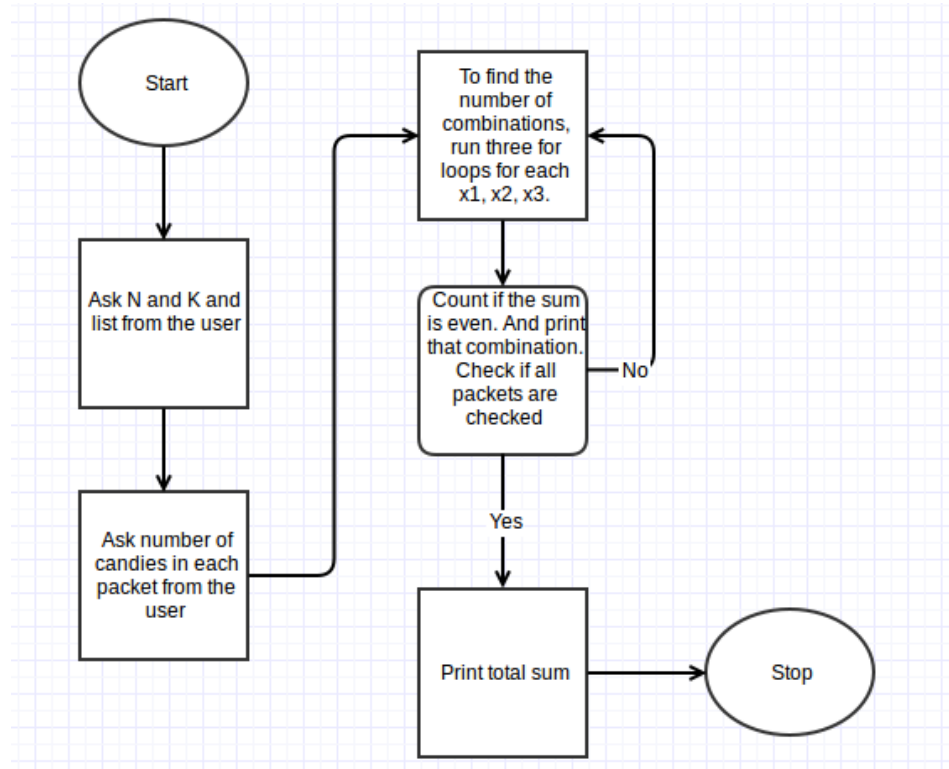 Start
Ask N and K and
list from the user
Ask number of
candies in each
packet from the
user
To find the
number of
combinations,
run three for
loops for each
x1, x2, x3.
Count if the sum
is even. And print
that combination.
Check if all
packets are
checked
No
Yes
Print total sum
Stop